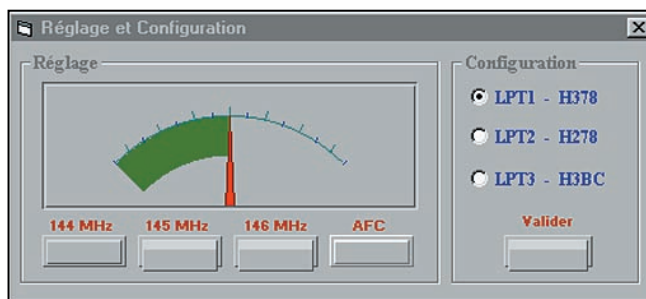 Réglage et Configuration
Réglage
144 MHz
145 MHz
146 MHz
AFC
Configuration
LPT1 - H378
LPT2 - H278
LPT3 - H3BC
Valider